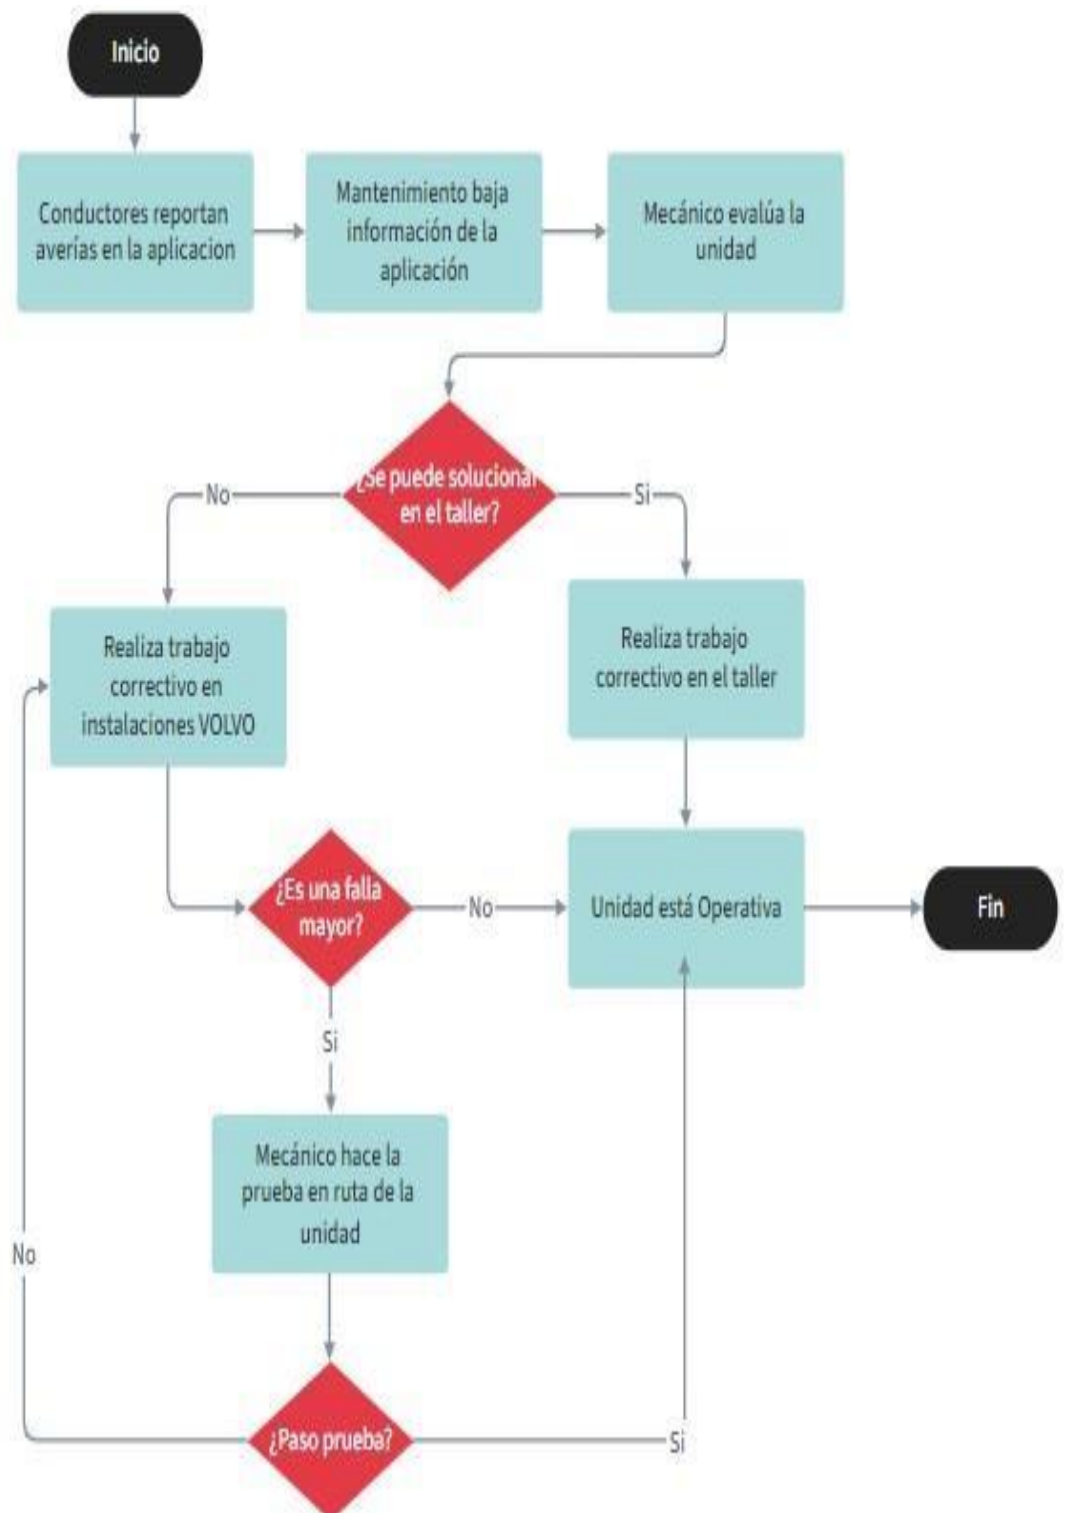 Inicio
Conductores reportan
averías en la aplicacion
Mantenimiento baja
información de la
aplicación
Mecánico evalúa la
unidad
¿Se puede solucionar
en el taller?
No
Si
Realiza trabajo
correctivo en
instalaciones VOLVO
Realiza trabajo
correctivo en el taller
¿Es una falla
mayor?
No
Unidad está Operativa
Fin
Si
Mecánico hace la
prueba en ruta de la
unidad
No
¿Paso prueba?
Si